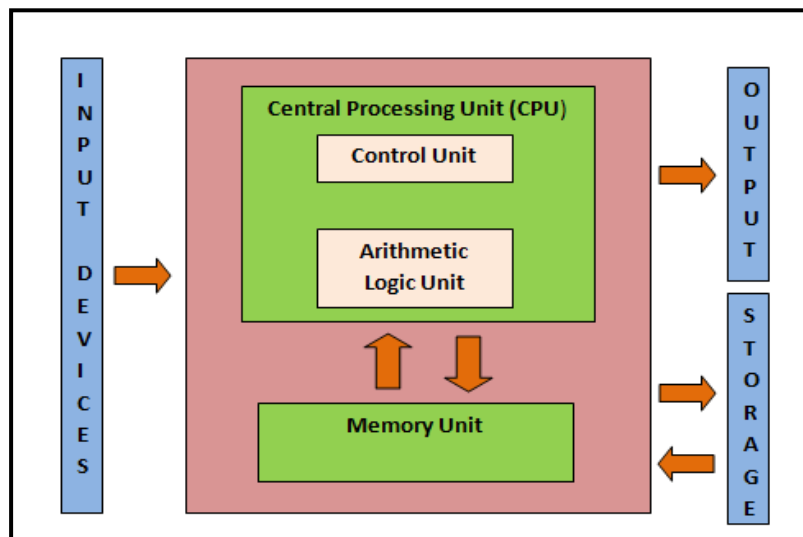 INPUT DEVICES
Central Processing Unit (CPU)
Control Unit
Arithmetic
Logic Unit
Memory Unit
OUTPUT
STORAGE